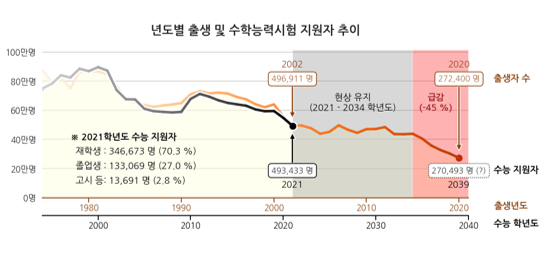 년도별 출생 및 수학능력시험 지원자 추이
100만명
80만명
60만명
40만명
20만명
0명
2002
496,911 명
2020
272,400 명
출생자 수
현상 유지
(2021 - 2034 학년도)
급감
(-45 %)
※ 2021학년도 수능 지원자
재학생 : 346,673 명 (70.3 %)
졸업생 : 133,069 명 (27.0 %)
고시 등: 13,691 명 (2.8 %)
493,433 명
2021
270,493 명 (?)
2039
수능 지원자
1980 1990 2000 2010 2020 출생년도
2000 2010 2020 2030 2040 수능 학년도